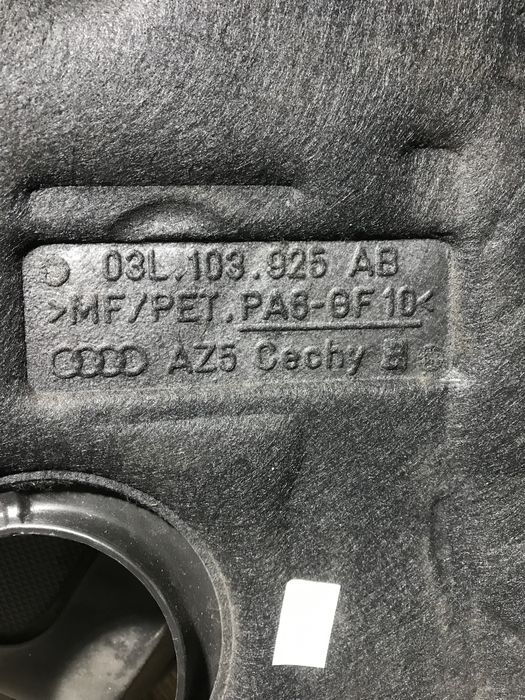 03L.103.925 AB
>MF/PET.PA6-GF10<
AZ5 Cechy